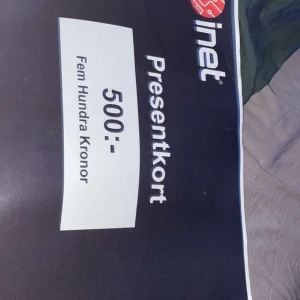 inet
Presentkort
500:-
Fem Hundra Kronor